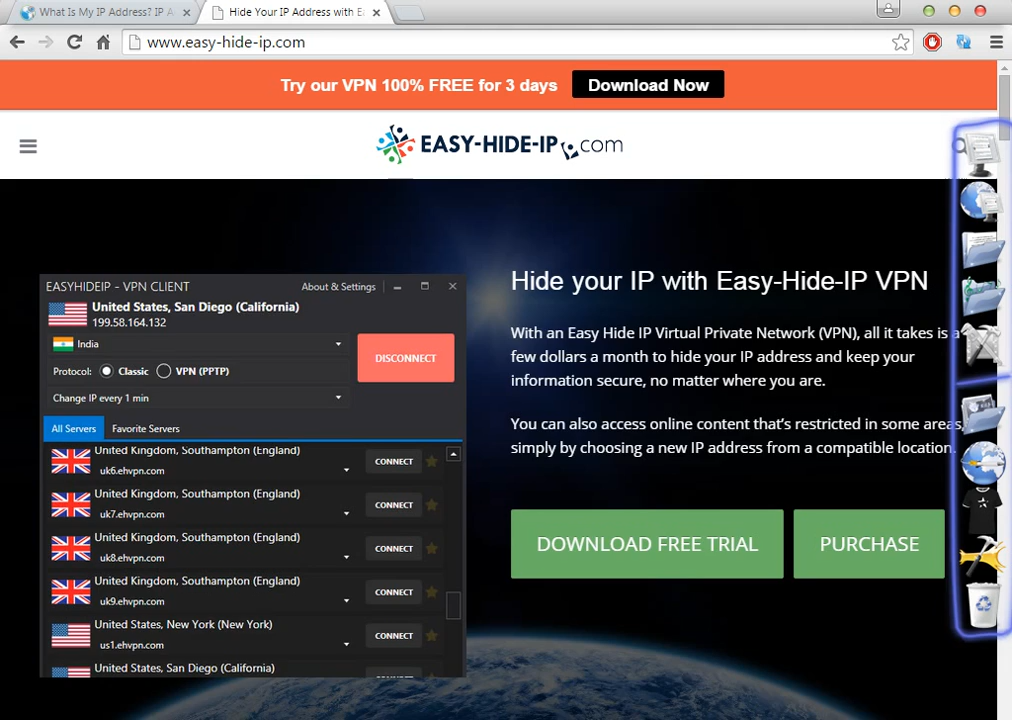 What Is My IP Address? IP A
Hide Your IP Address with E
www.easy-hide-ip.com
Try our VPN 100% FREE for 3 days
Download Now
EASY-HIDE-IP.com
EASYHIDEIP - VPN CLIENT
About & Settings
United States, San Diego (California)
199.58.164.132
India
DISCONNECT
Protocol: Classic VPN (PPTP)
Change IP every 1 min
All Servers
Favorite Servers
United Kingdom, Southampton (England)
uk6.ehvpn.com
CONNECT
United Kingdom, Southampton (England)
uk7.ehvpn.com
CONNECT
United Kingdom, Southampton (England)
uk8.ehvpn.com
CONNECT
United Kingdom, Southampton (England)
uk9.ehvpn.com
CONNECT
United States, New York (New York)
us1.ehvpn.com
CONNECT
United States, San Diego (California)
Hide your IP with Easy-Hide-IP VPN
With an Easy Hide IP Virtual Private Network (VPN), all it takes is a
few dollars a month to hide your IP address and keep your
information secure, no matter where you are.
You can also access online content that's restricted in some areas,
simply by choosing a new IP address from a compatible location.
DOWNLOAD FREE TRIAL
PURCHASE